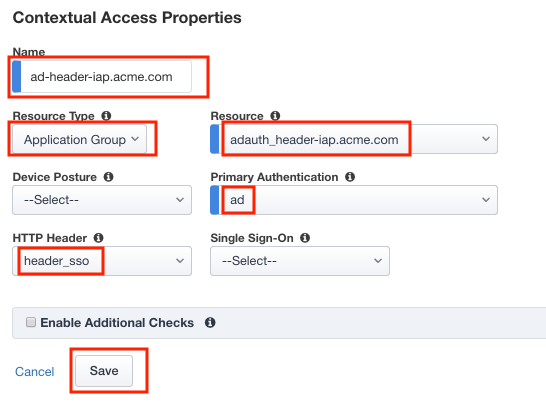 Contextual Access Properties
Name
ad-header-iap.acme.com
Resource Type Resource
Application Group adauth_header-iap.acme.com
Device Posture Primary Authentication
--Select-- ad
HTTP Header Single Sign-On
header_sso --Select--
Enable Additional Checks
Cancel Save